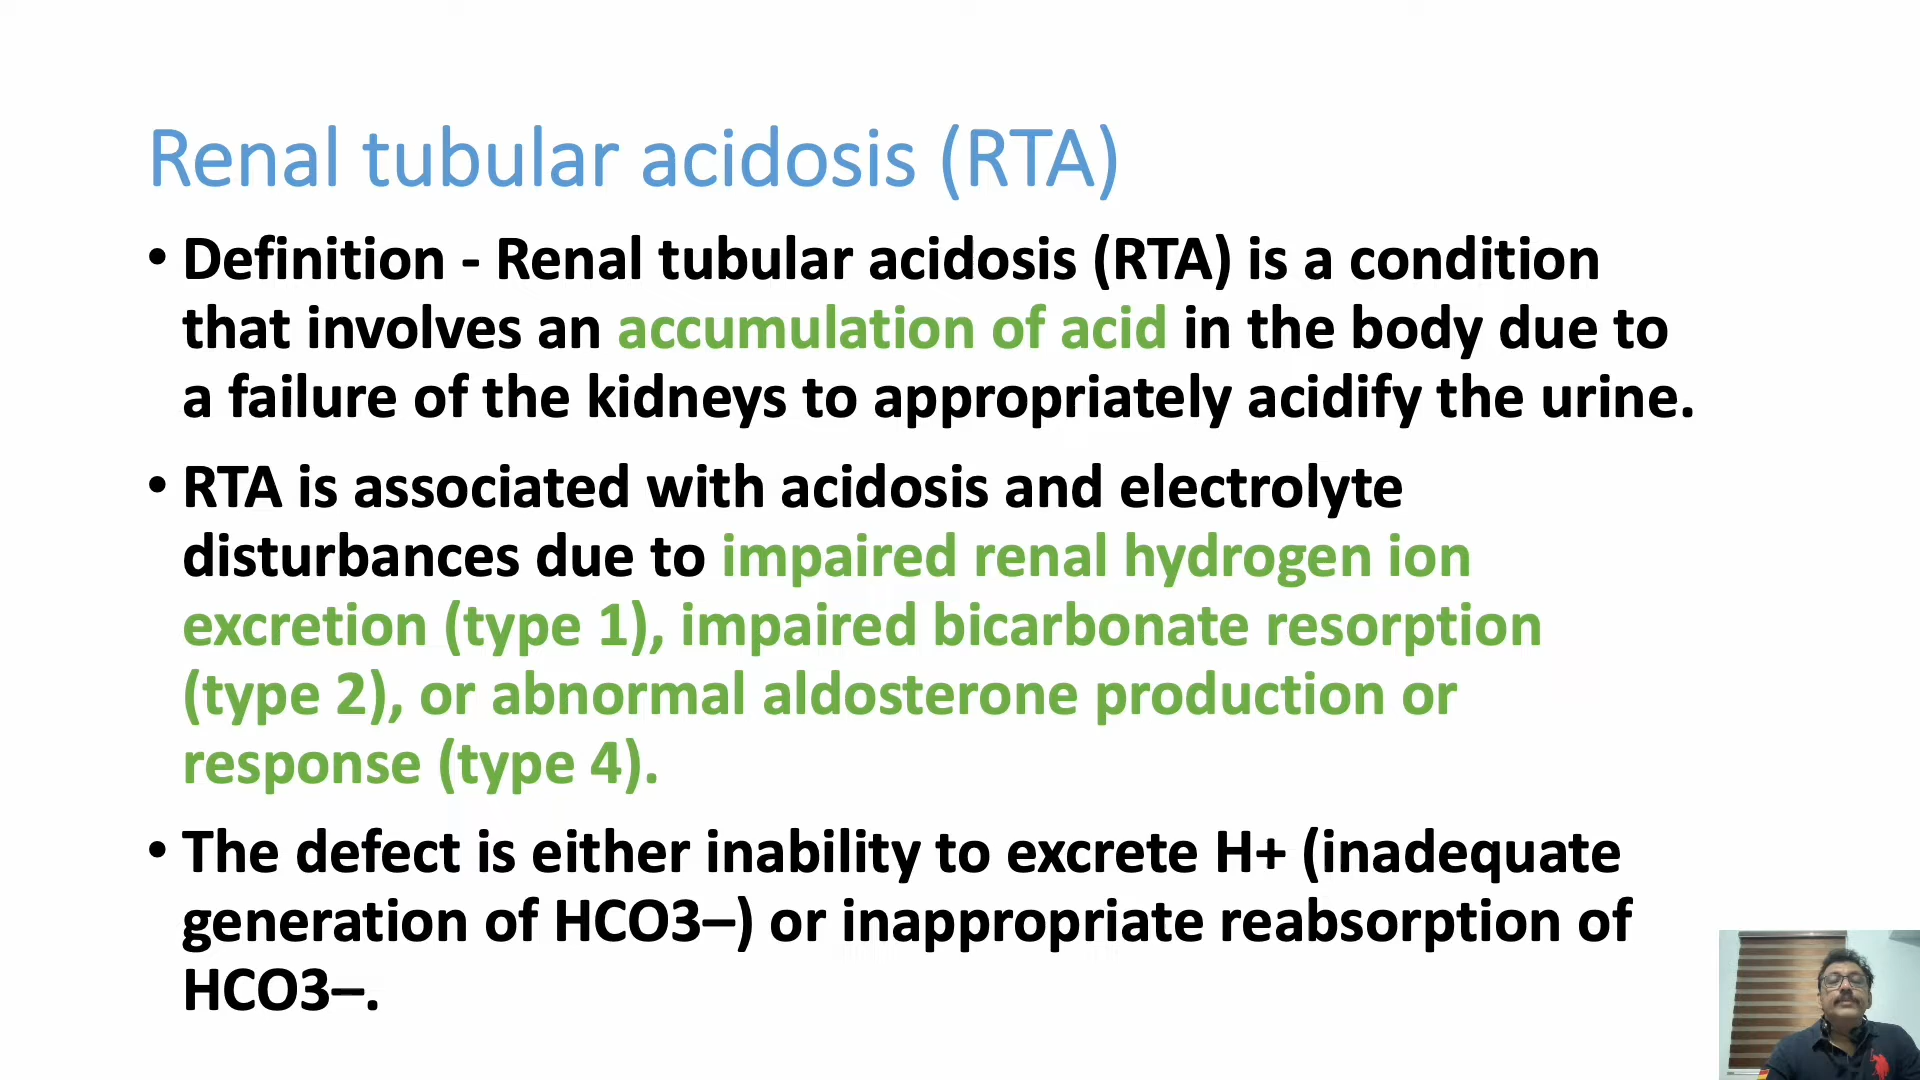 Renal tubular acidosis (RTA)
• Definition - Renal tubular acidosis (RTA) is a condition
that involves an accumulation of acid in the body due to
a failure of the kidneys to appropriately acidify the urine.
• RTA is associated with acidosis and electrolyte
disturbances due to impaired renal hydrogen ion
excretion (type 1), impaired bicarbonate resorption
(type 2), or abnormal aldosterone production or
response (type 4).
• The defect is either inability to excrete H+ (inadequate
generation of HCO3–) or inappropriate reabsorption of
HCO3–.